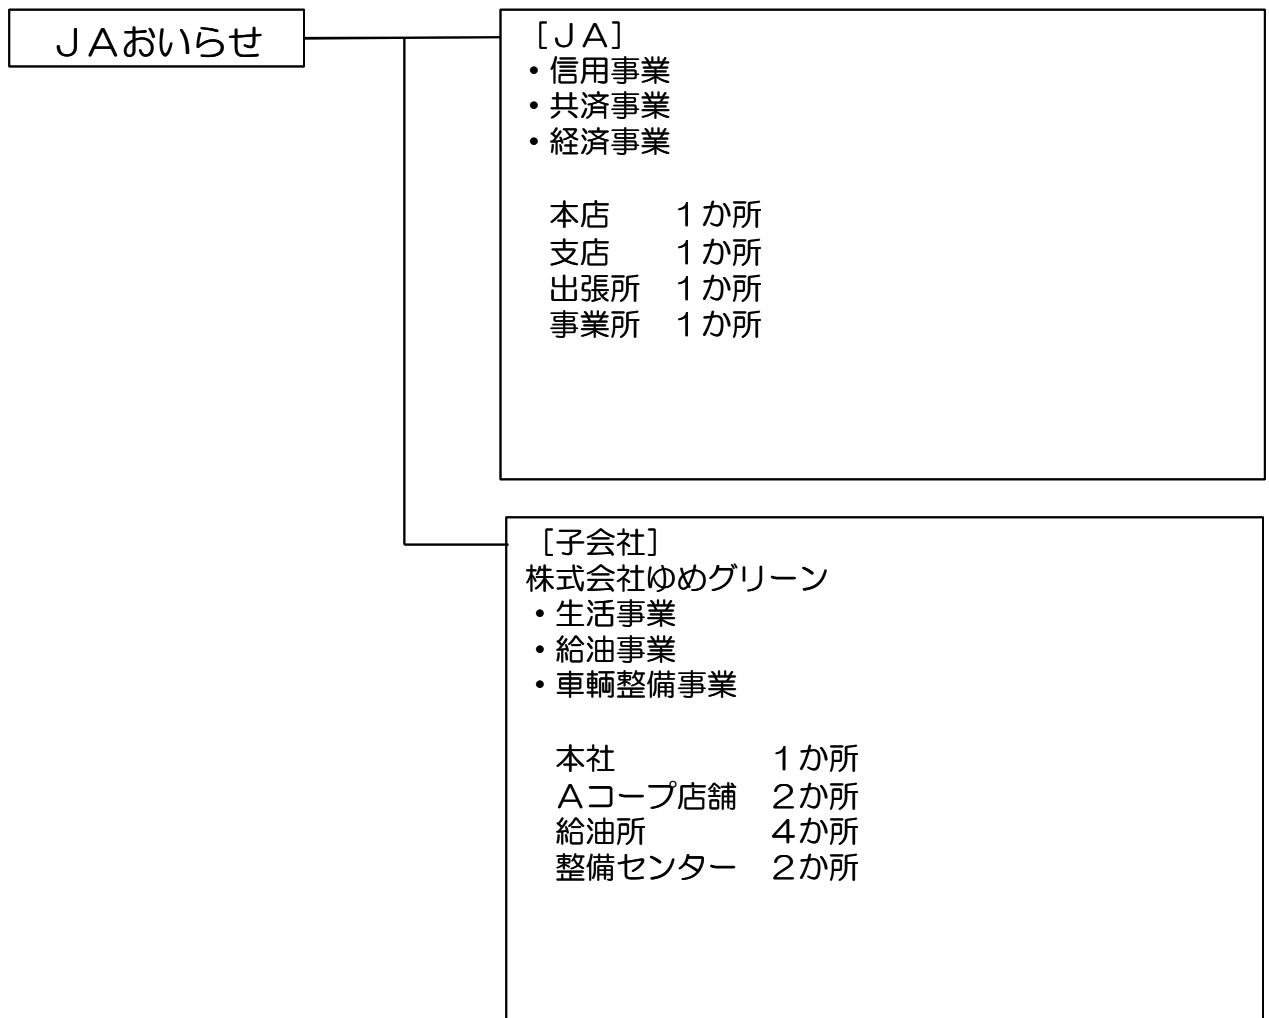 ＪＡおいらせ
［ＪＡ］
・信用事業
・共済事業
・経済事業
本店　　１か所
支店　　１か所
出張所　１か所
事業所　１か所
［子会社］
株式会社ゆめグリーン
・生活事業
・給油事業
・車輌整備事業
本社　　　　　１か所
Ａコープ店舗　２か所
給油所　　　　４か所
整備センター　２か所